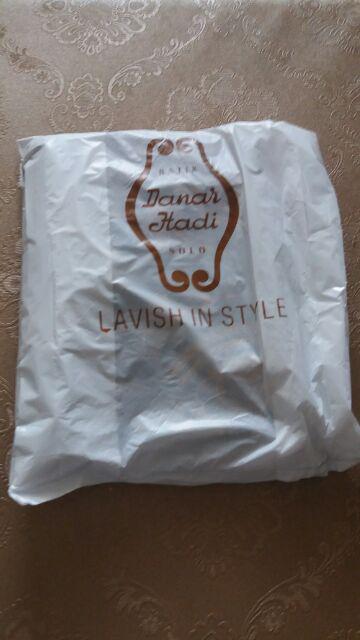 BATIK
Danar
Hadi
SOLO
LAVISH IN STYLE